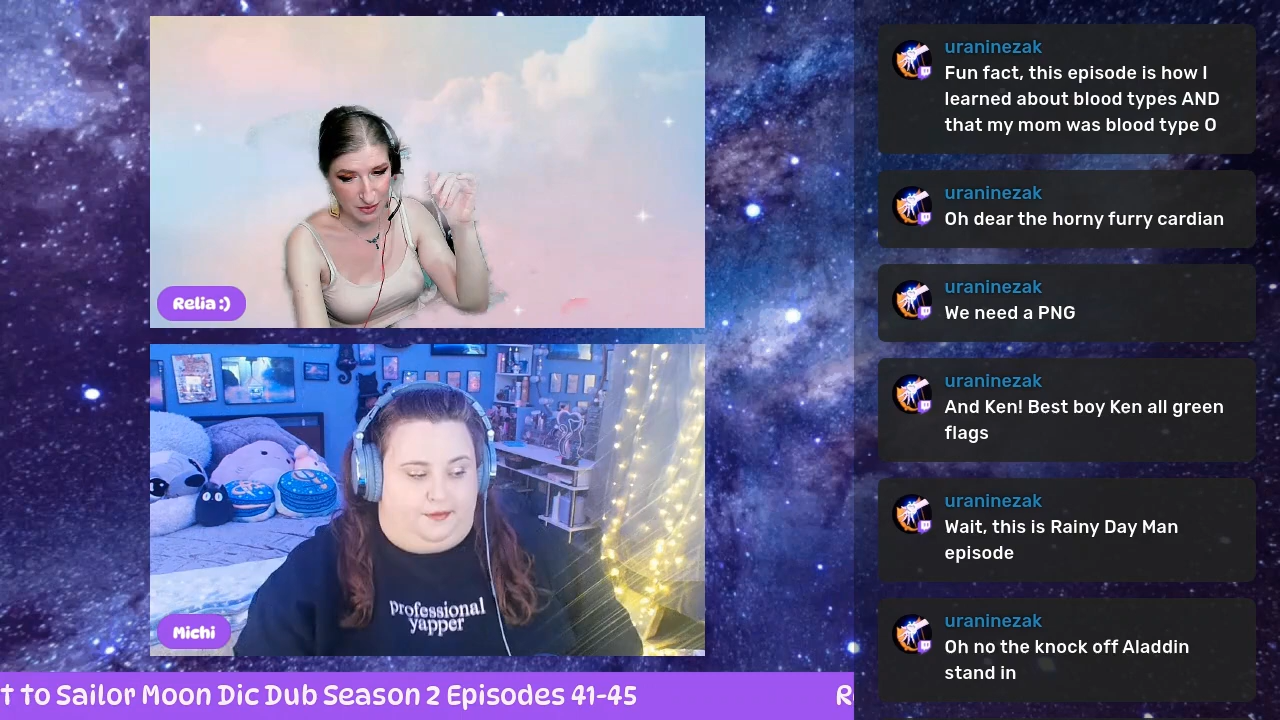 Relia :)
professional
yapper
Michi
t to Sailor Moon Dic Dub Season 2 Episodes 41-45
R
uraninezak
Fun fact, this episode is how I
learned about blood types AND
that my mom was blood type O
uraninezak
Oh dear the horny furry cardian
uraninezak
We need a PNG
uraninezak
And Ken! Best boy Ken all green
flags
uraninezak
Wait, this is Rainy Day Man
episode
uraninezak
Oh no the knock off Aladdin
stand in